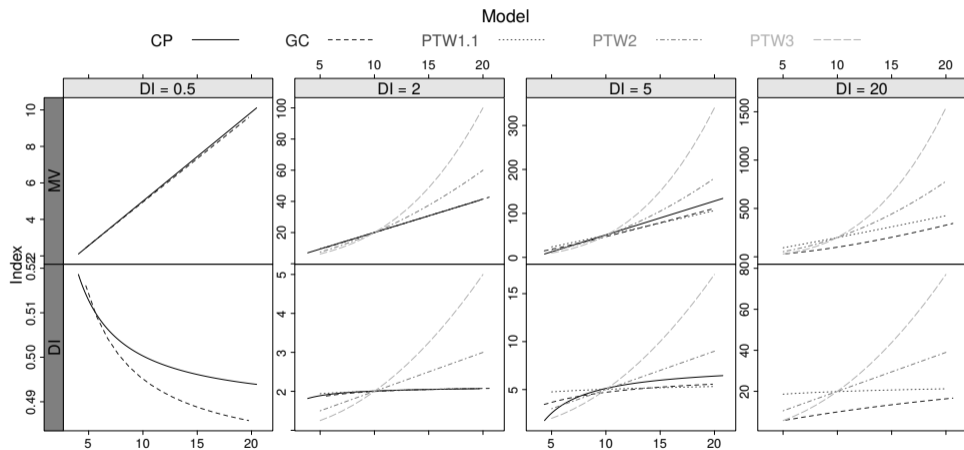 Model
CP GC PTW1.1 PTW2 PTW3
5 10 15 20 5 10 15 20
DI = 0.5 DI = 2 DI = 5 DI = 20
MV
2 4 6 8 10
20 40 60 80 100
0 100 200 300
0 500 1000 1500
Index
DI
0.49 0.50 0.51 0.52
2 3 4 5
5 10 15
20 40 60 80
5 10 15 20 5 10 15 20